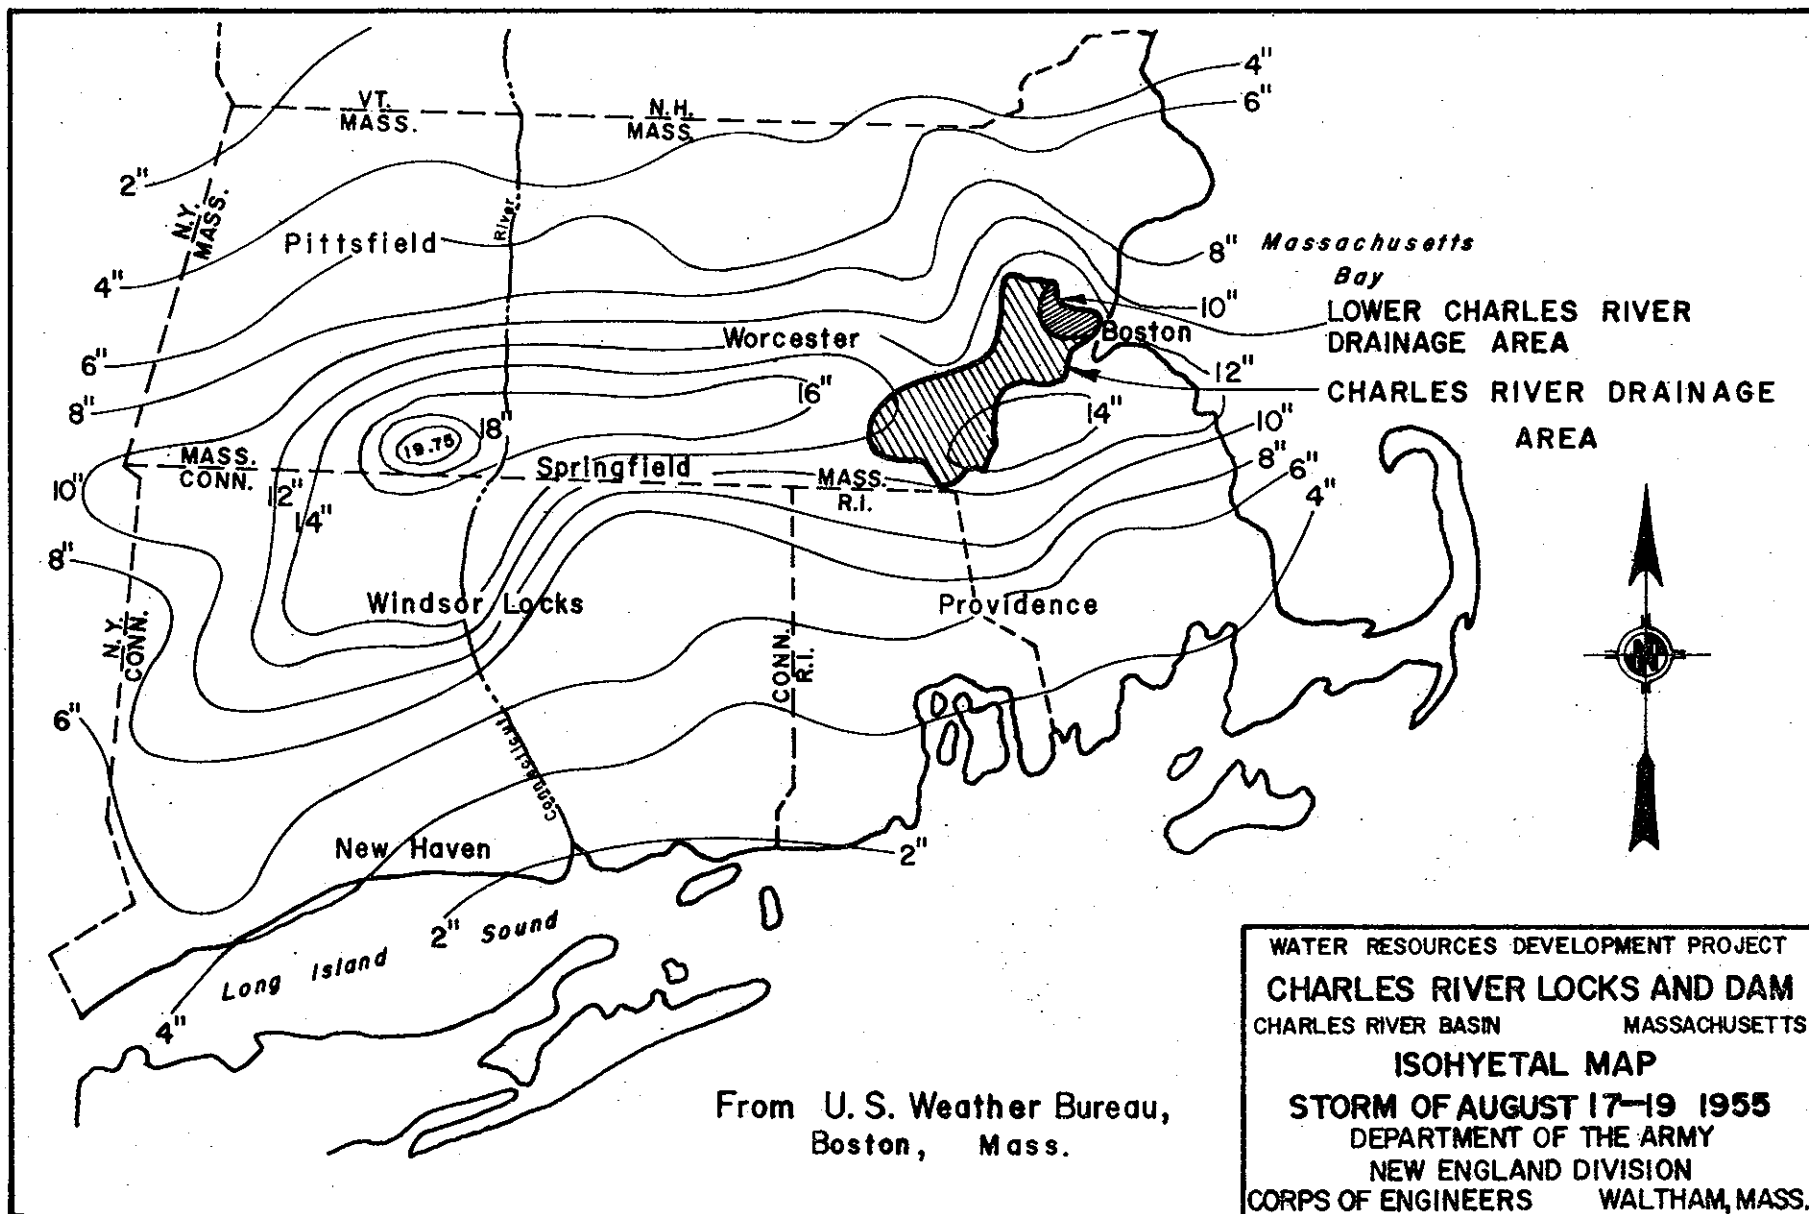 4"
6"
VT.
MASS.
N.H.
MASS.
2"
N.Y.
MASS.
River
Pittsfield
4"
8"
Massachusetts
Bay
10"
LOWER CHARLES RIVER
DRAINAGE AREA
Worcester
Boston
6"
12"
CHARLES RIVER DRAINAGE
AREA
8"
16"
14"
18"
19.75
10"
MASS.
CONN.
Springfield
8"
6"
4"
10"
12"
14"
MASS.
R.I.
8"
Windsor Locks
Providence
N.Y.
CONN.
CONN.
R.I.
6"
Connecticut
New Haven
2"
2"
Long Island Sound
4"
From U.S. Weather Bureau,
Boston, Mass.
WATER RESOURCES DEVELOPMENT PROJECT
CHARLES RIVER LOCKS AND DAM
CHARLES RIVER BASIN MASSACHUSETTS
ISOHYETAL MAP
STORM OF AUGUST 17-19 1955
DEPARTMENT OF THE ARMY
NEW ENGLAND DIVISION
CORPS OF ENGINEERS WALTHAM, MASS.